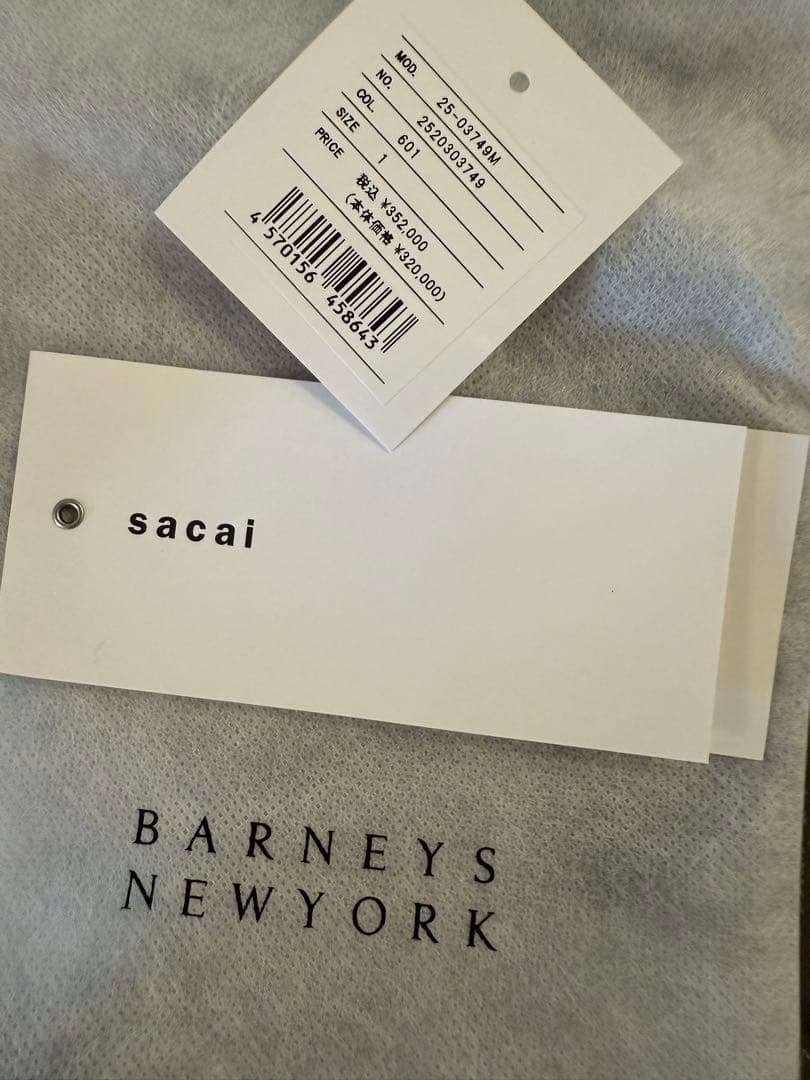 MOD. 25-03749M
NO. 2520303749
COL. 601
SIZE 1
PRICE 税込 ¥352,000
(本体価格 ¥320,000)
4 570156 458643
sacai
BARNEYS
NEWYORK